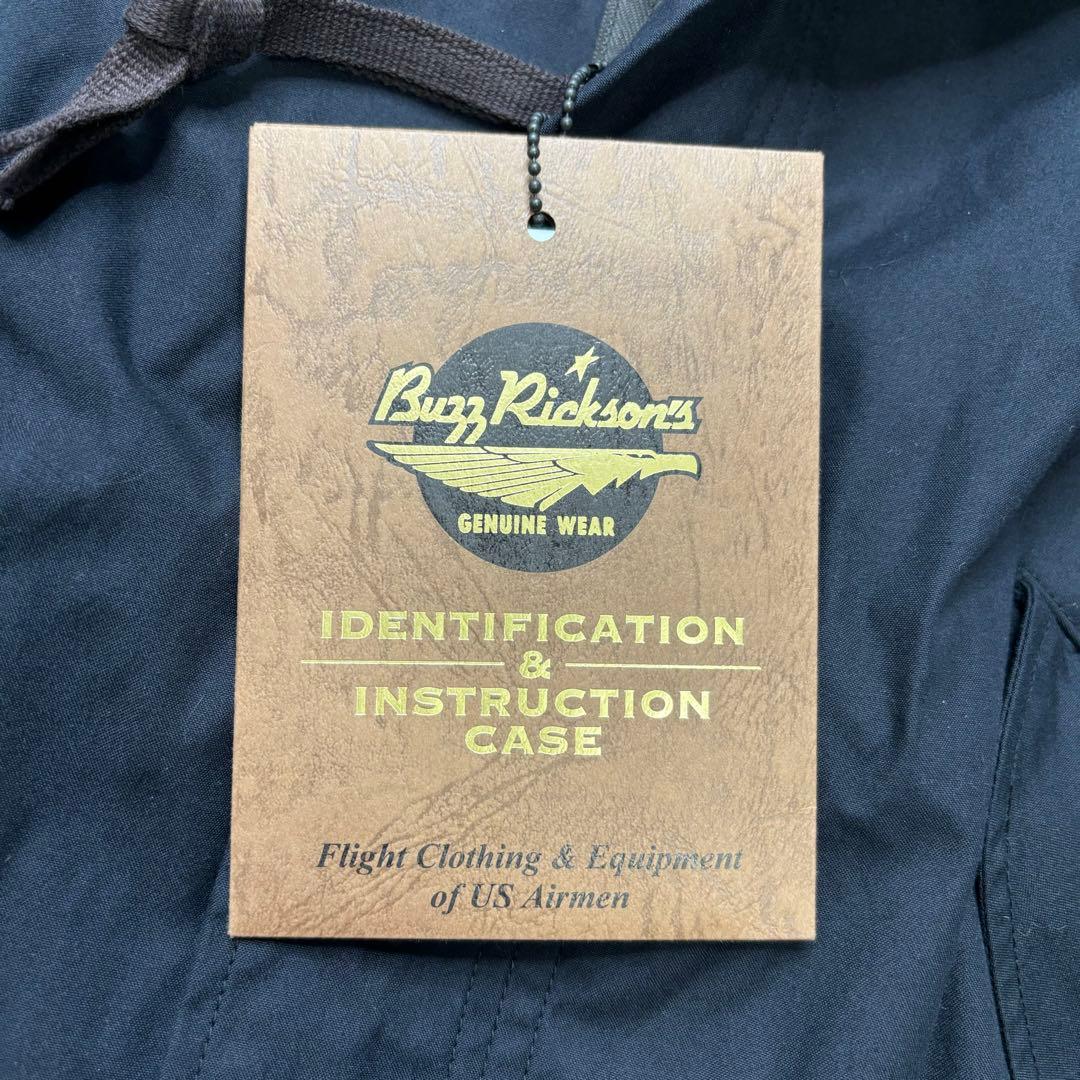 Buzz Rickson's
GENUINE WEAR
IDENTIFICATION
&
INSTRUCTION
CASE
Flight Clothing & Equipment
of US Airmen